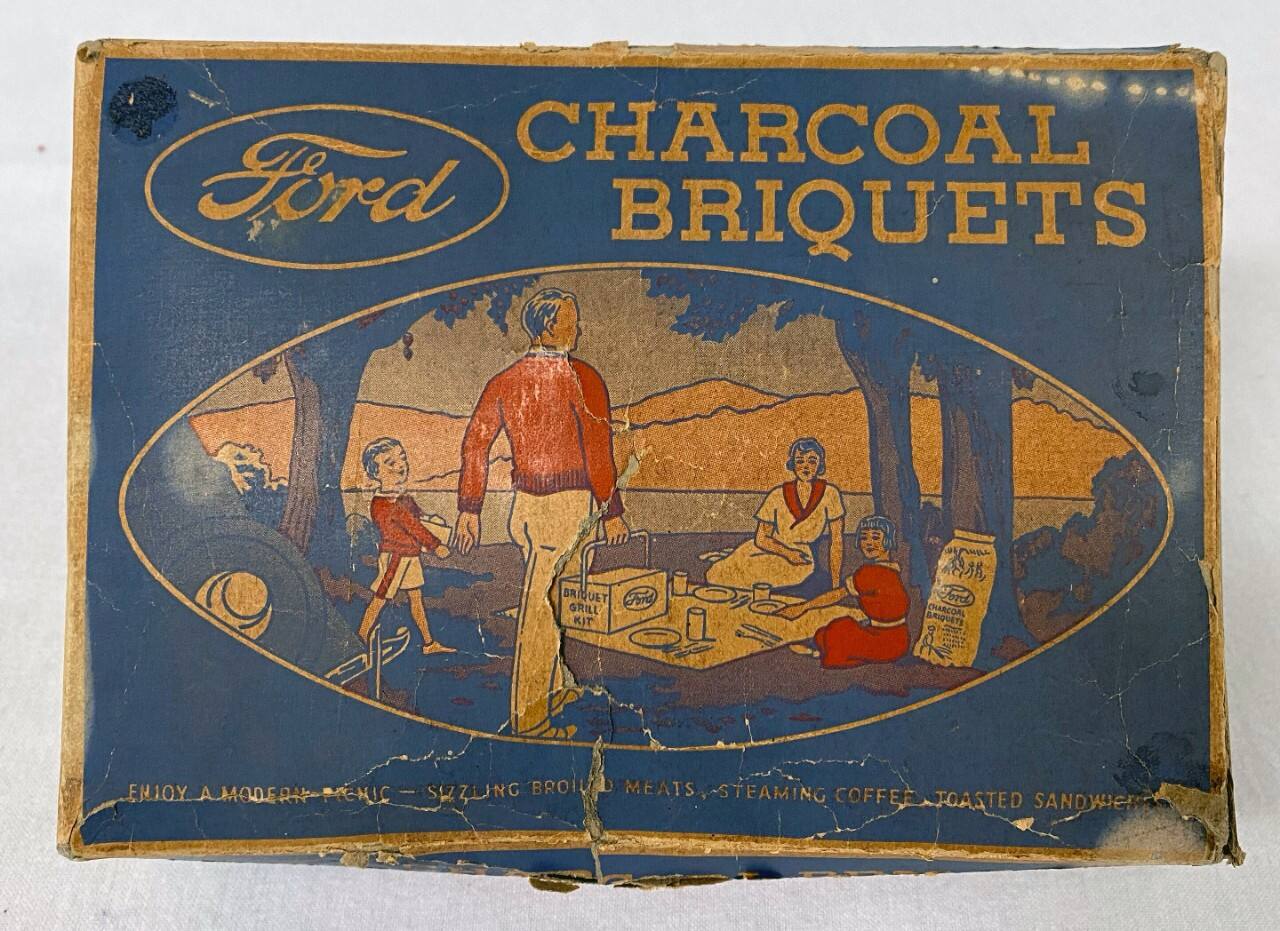 Ford
CHARCOAL
BRIQUETS
BRIQUET
GRILL
KIT
Ford
Ford
CHARCOAL
BRIQUETS
ENJOY A MODERN PICNIC — SIZZLING BROILED MEATS, STEAMING COFFEE, TOASTED SANDWICHES